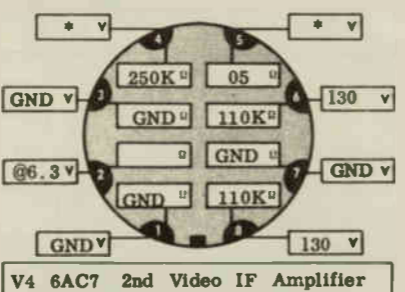 * V * V
4 5
250K Ω 05 Ω
GND V 3 6 130 V
GND Ω 110K Ω
@6.3 V 2 Ω GND Ω 7 GND V
GND Ω 110K Ω
1 8
GND V 130 V
V4 6AC7 2nd Video IF Amplifier